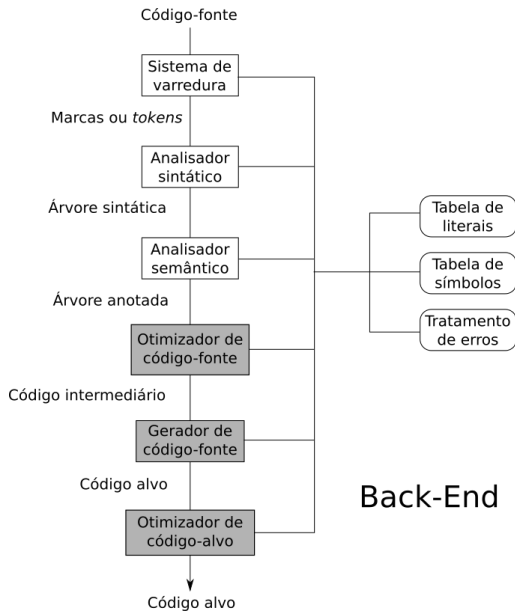 Código-fonte
Sistema de
varredura
Marcas ou tokens
Analisador
sintático
Árvore sintática
Analisador
semântico
Árvore anotada
Otimizador de
código-fonte
Código intermediário
Gerador de
código-fonte
Código alvo
Otimizador de
código-alvo
Código alvo
Tabela de
literais
Tabela de
símbolos
Tratamento
de erros
Back-End